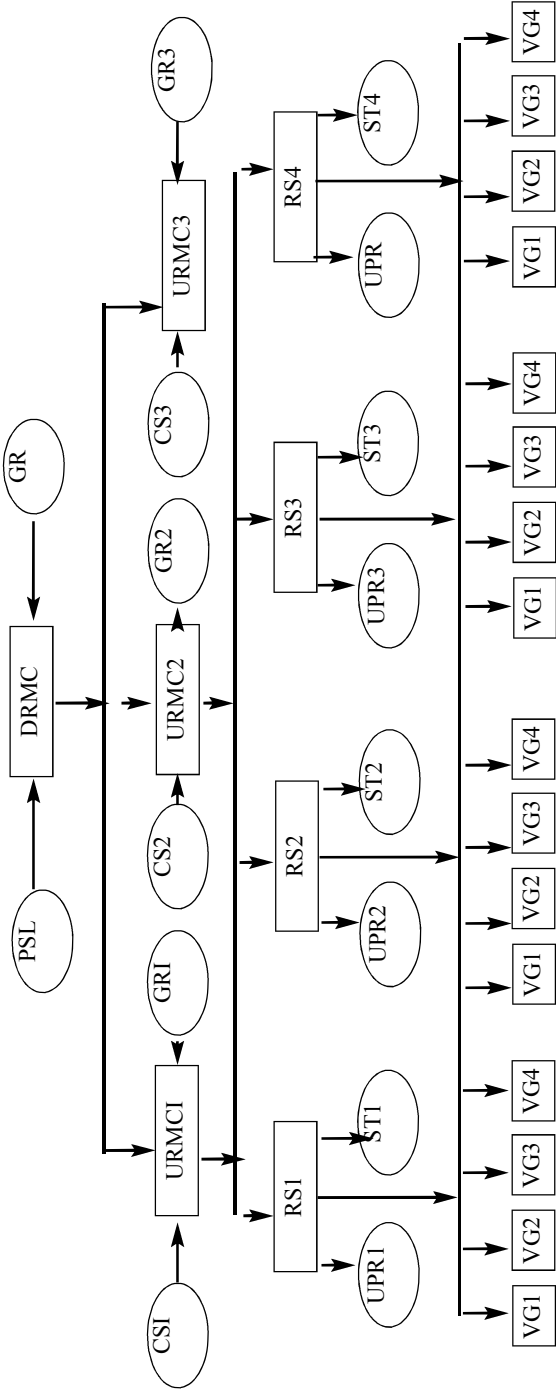 PSL
DRMC
GR
CSI
URMCI
GRI
CS2
URMC2
GR2
CS3
URMC3
GR3
RS1
RS2
RS3
RS4
UPR1
ST1
UPR2
ST2
UPR3
ST3
UPR
ST4
VG1
VG2
VG3
VG4
VG1
VG2
VG3
VG4
VG1
VG2
VG3
VG4
VG1
VG2
VG3
VG4